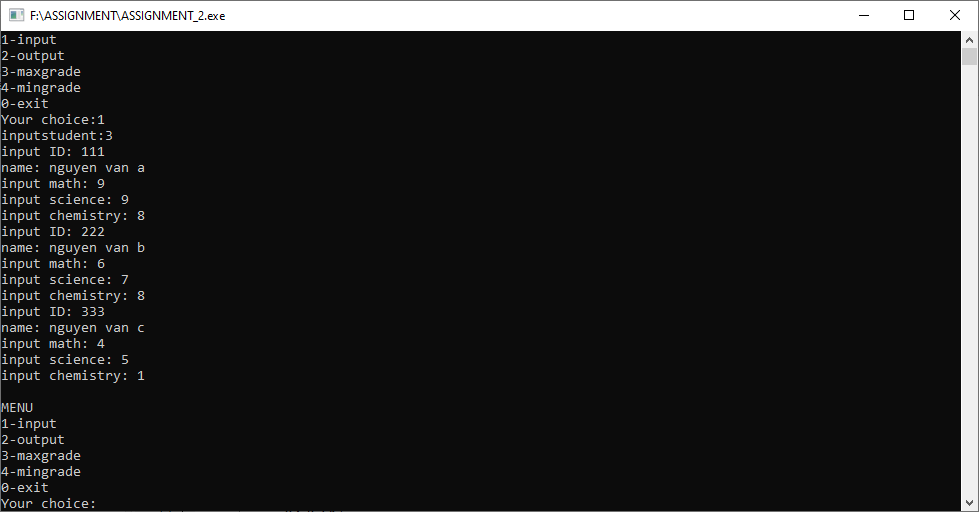 F:\ASSIGNMENT\ASSIGNMENT_2.exe
1-input
2-output
3-maxgrade
4-mingrade
0-exit
Your choice:1
inputstudent:3
input ID: 111
name: nguyen van a
input math: 9
input science: 9
input chemistry: 8
input ID: 222
name: nguyen van b
input math: 6
input science: 7
input chemistry: 8
input ID: 333
name: nguyen van c
input math: 4
input science: 5
input chemistry: 1
MENU
1-input
2-output
3-maxgrade
4-mingrade
0-exit
Your choice: